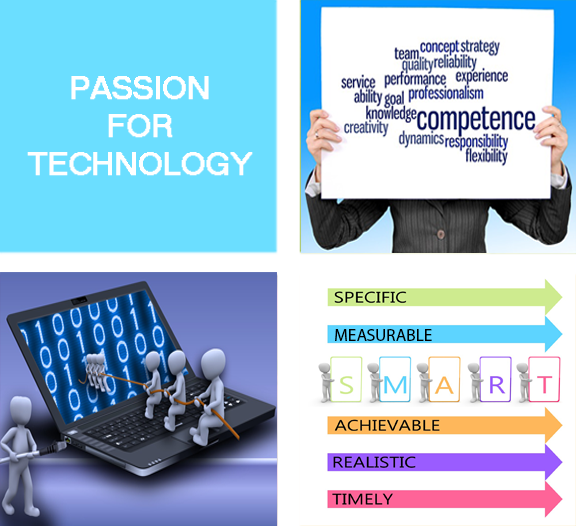 PASSION
FOR
TECHNOLOGY
concept strategy
team
quality reliability
service performance experience
ability goal professionalism
knowledge competence
creativity
dynamics responsibility
flexibility
SPECIFIC
MEASURABLE
S M A R T
ACHIEVABLE
REALISTIC
TIMELY